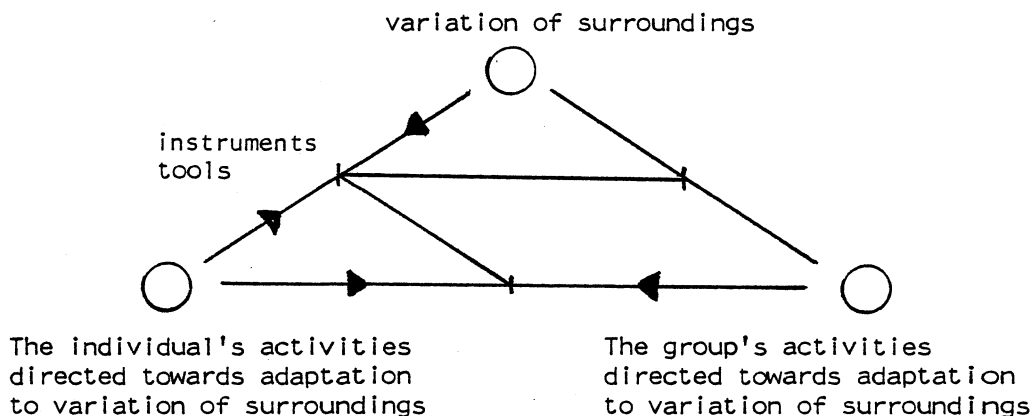 variation of surroundings
instruments
tools
The individual's activities
directed towards adaptation
to variation of surroundings
The group's activities
directed towards adaptation
to variation of surroundings